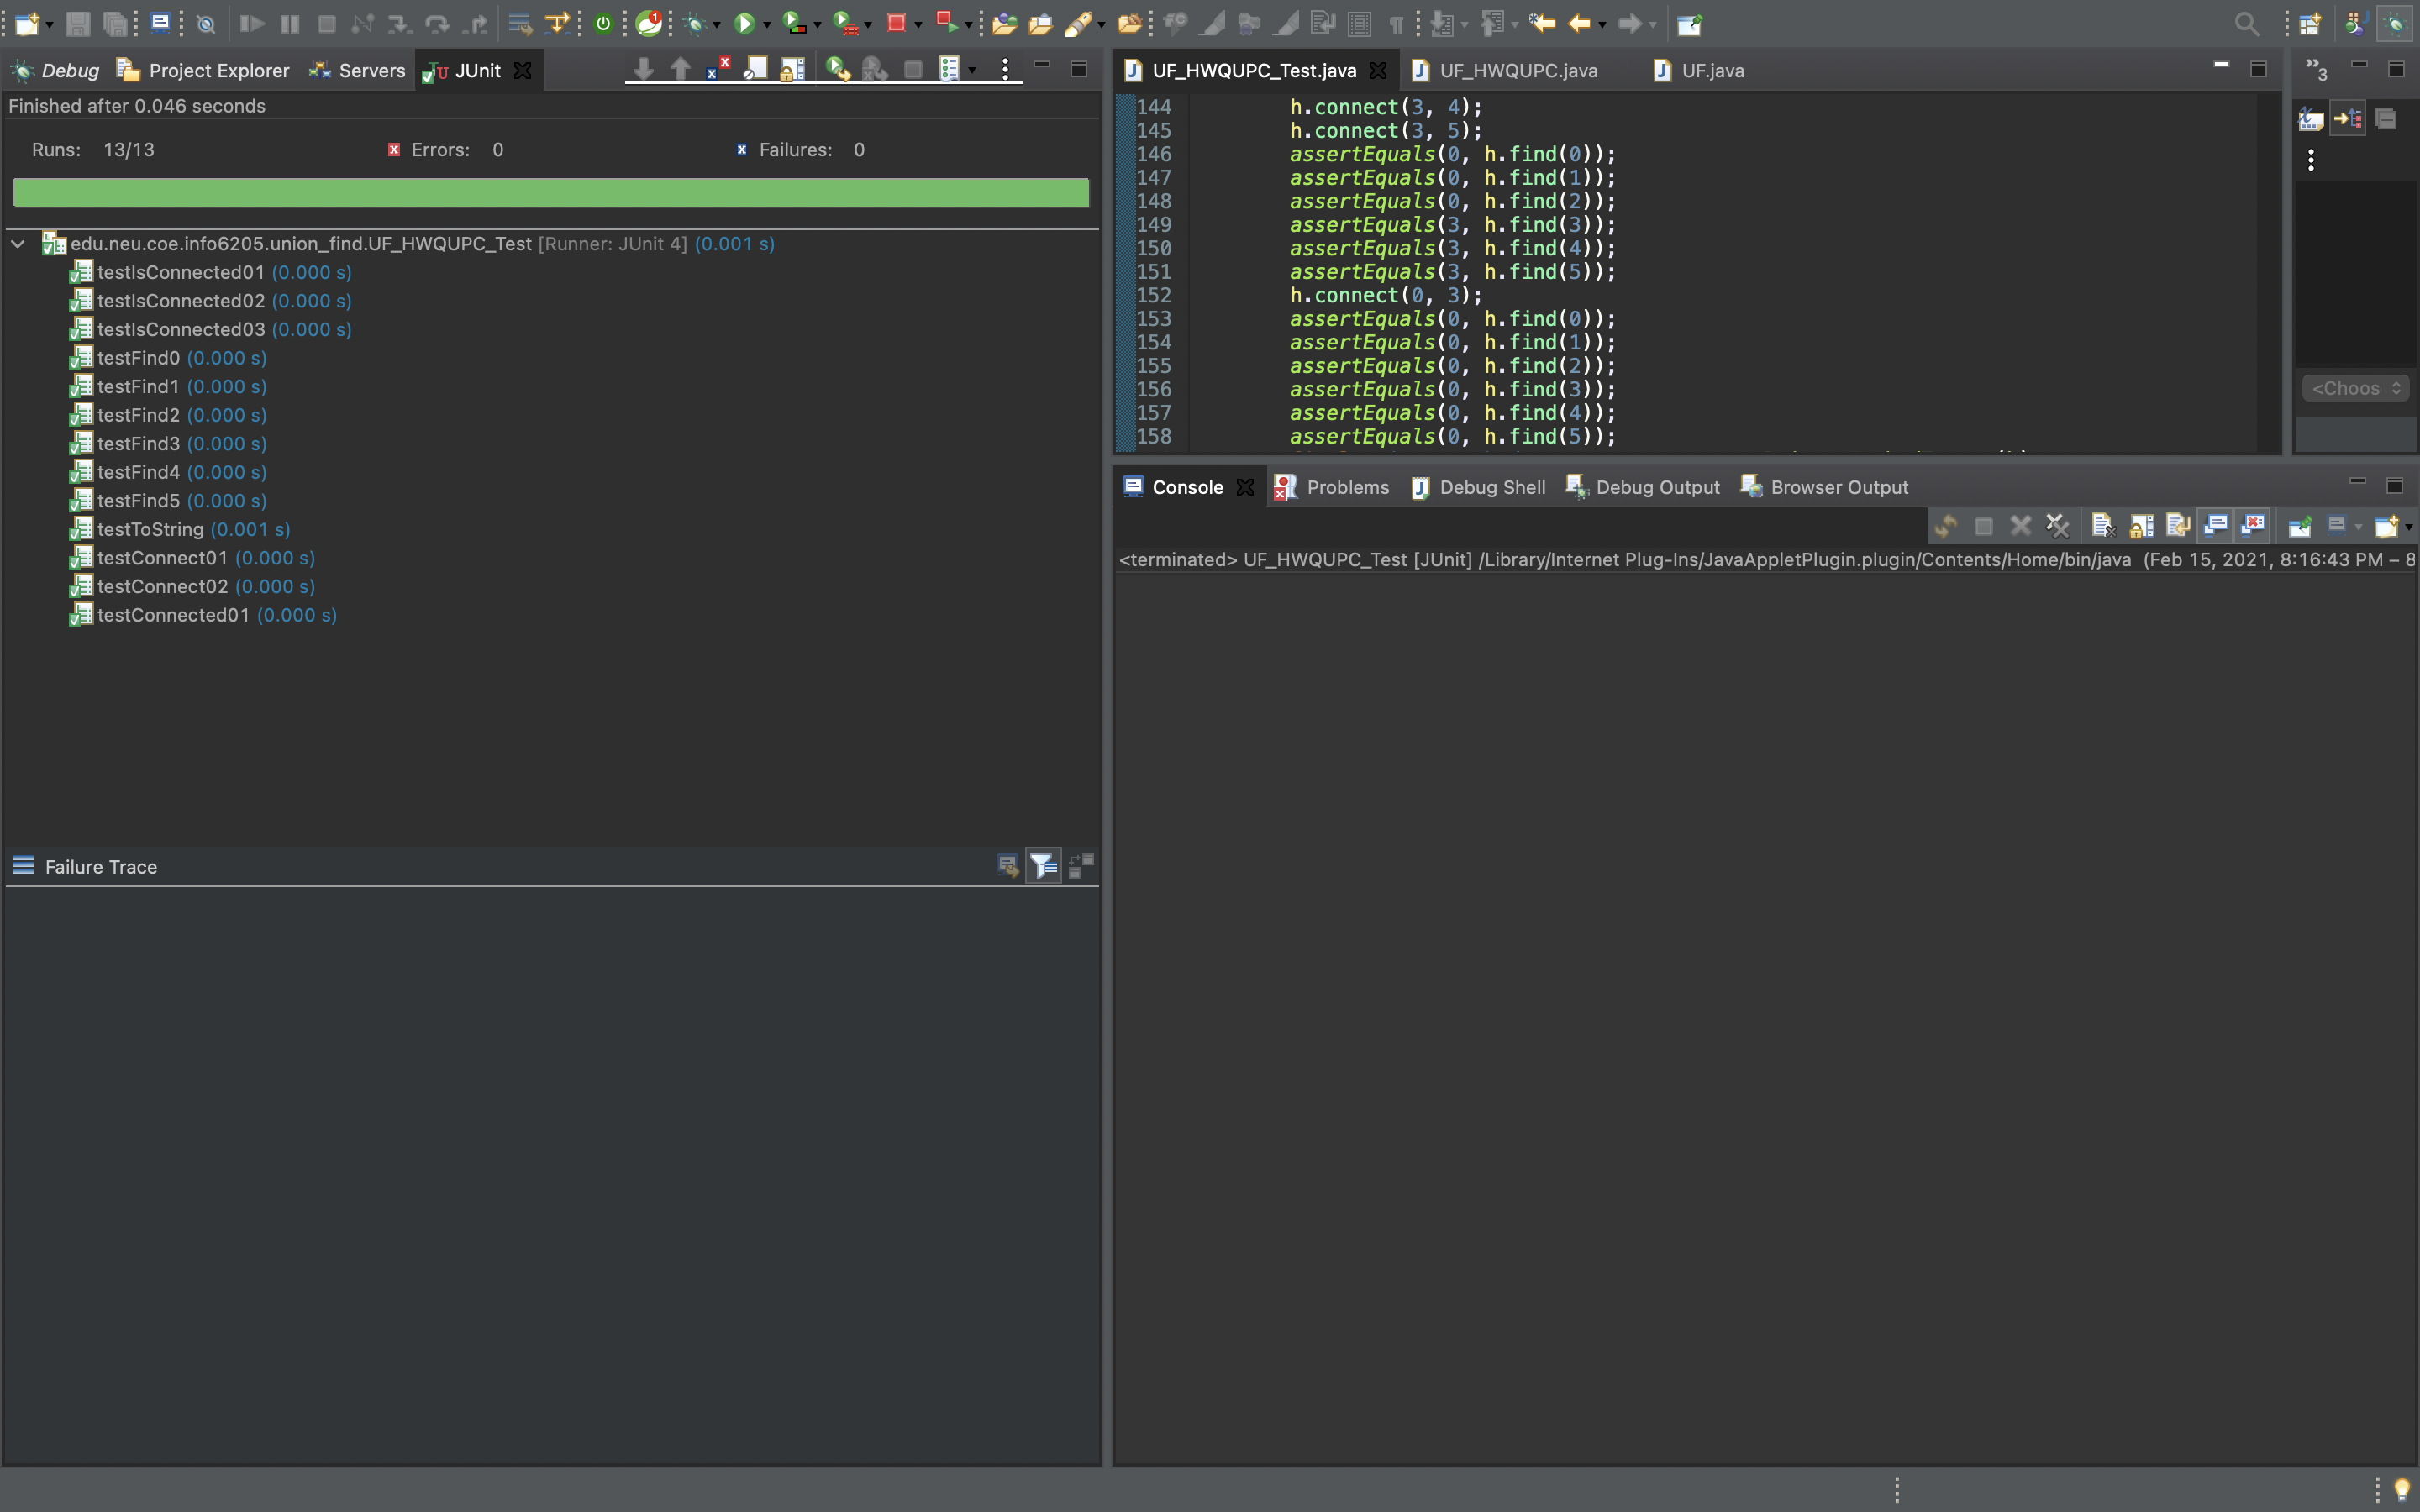 Debug Project Explorer Servers JUnit
Finished after 0.046 seconds
Runs: 13/13 Errors: 0 Failures: 0
edu.neu.coe.info6205.union_find.UF_HWQUPC_Test [Runner: JUnit 4] (0.001 s)
testIsConnected01 (0.000 s)
testIsConnected02 (0.000 s)
testIsConnected03 (0.000 s)
testFind0 (0.000 s)
testFind1 (0.000 s)
testFind2 (0.000 s)
testFind3 (0.000 s)
testFind4 (0.000 s)
testFind5 (0.000 s)
testToString (0.001 s)
testConnect01 (0.000 s)
testConnect02 (0.000 s)
testConnected01 (0.000 s)
Failure Trace
UF_HWQUPC_Test.java UF_HWQUPC.java UF.java
144 h.connect(3, 4);
145 h.connect(3, 5);
146 assertEquals(0, h.find(0));
147 assertEquals(0, h.find(1));
148 assertEquals(0, h.find(2));
149 assertEquals(3, h.find(3));
150 assertEquals(3, h.find(4));
151 assertEquals(3, h.find(5));
152 h.connect(0, 3);
153 assertEquals(0, h.find(0));
154 assertEquals(0, h.find(1));
155 assertEquals(0, h.find(2));
156 assertEquals(0, h.find(3));
157 assertEquals(0, h.find(4));
158 assertEquals(0, h.find(5));
3
<Choos
Console Problems Debug Shell Debug Output Browser Output
<terminated> UF_HWQUPC_Test [JUnit] /Library/Internet Plug-Ins/JavaAppletPlugin.plugin/Contents/Home/bin/java (Feb 15, 2021, 8:16:43 PM – 8